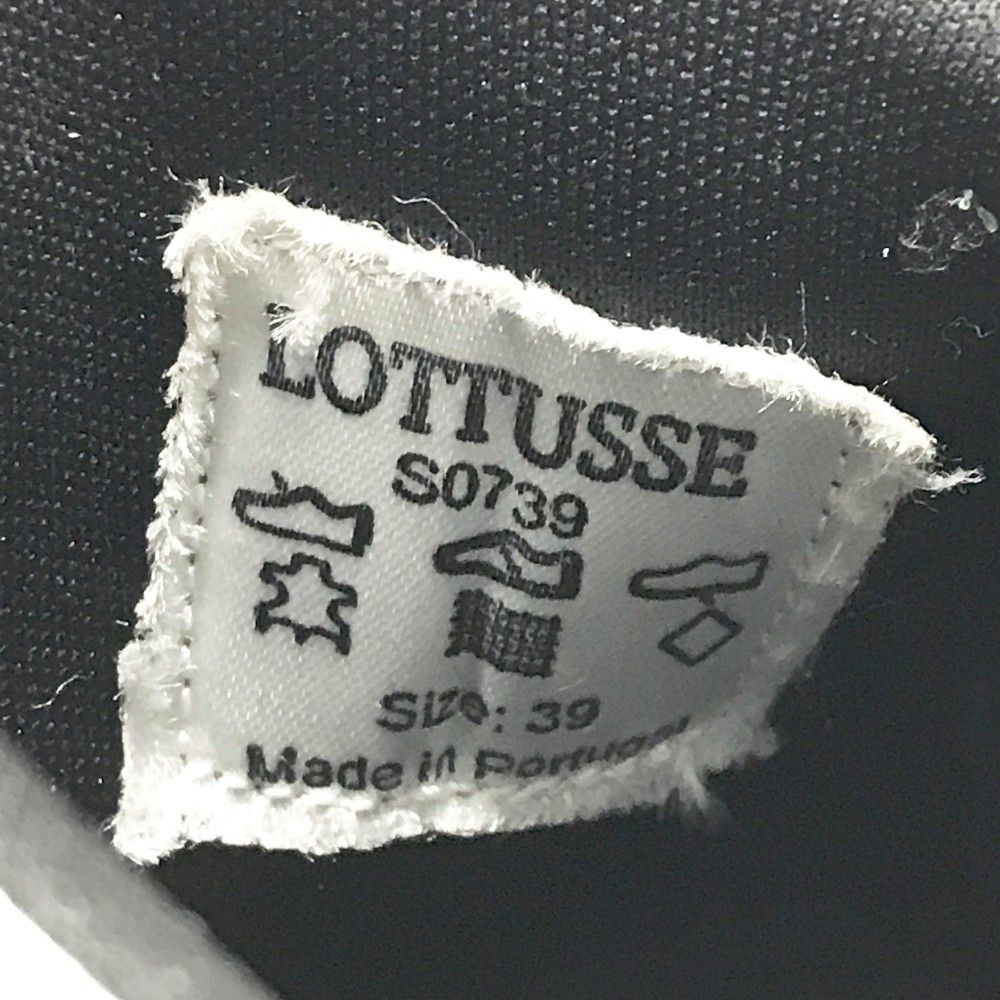 LOTTUSSE
S0739
Size: 39
Made in Portugal